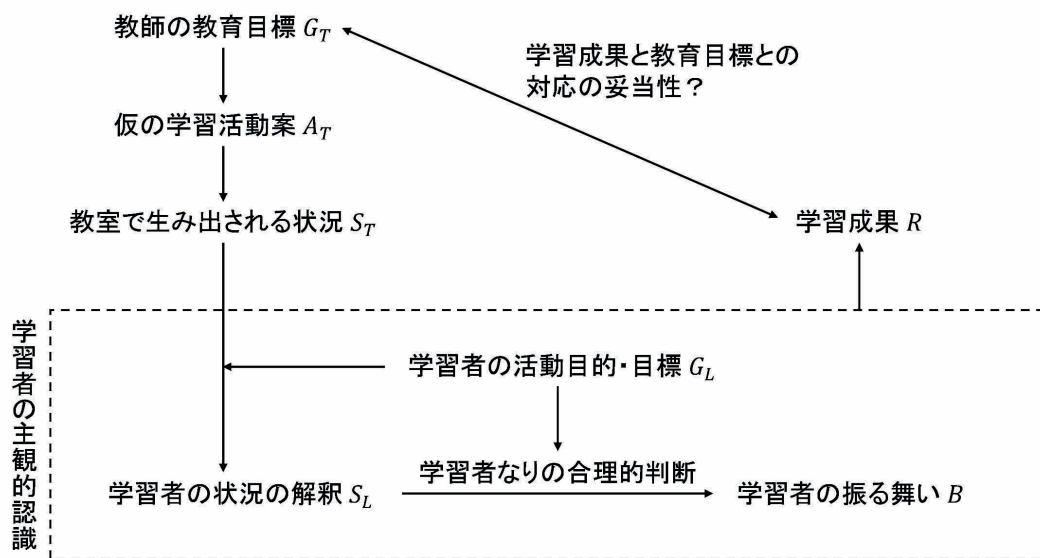 教師の教育目標 G_T
学習成果と教育目標との
対応の妥当性？
仮の学習活動案 A_T
教室で生み出される状況 S_T
学習成果 R
学習者の主観的認識
学習者の活動目的・目標 G_L
学習者なりの合理的判断
学習者の状況の解釈 S_L
学習者の振る舞い B